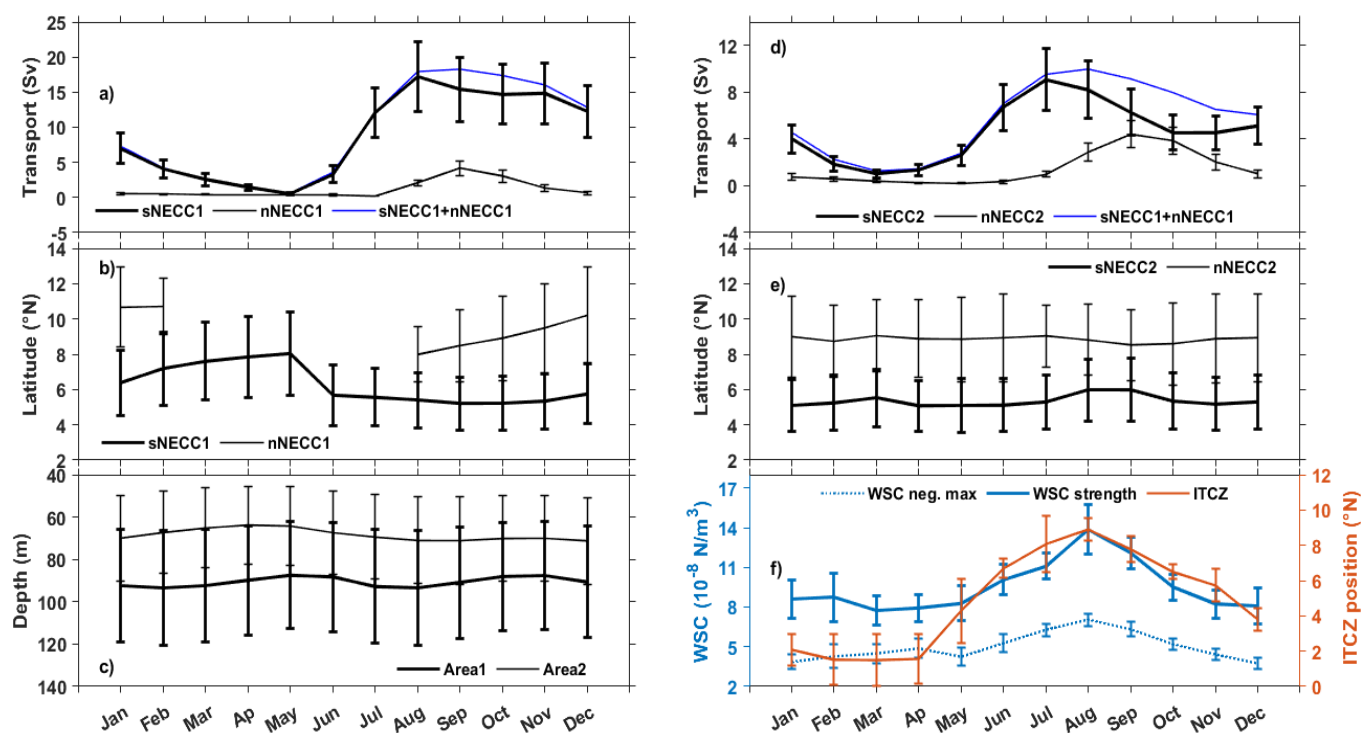 25
20
15
10
5
0
-5
Transport (Sv)
a)
sNECC1 nNECC1 sNECC1+nNECC1
12
8
4
0
-4
Transport (Sv)
d)
sNECC2 nNECC2 sNECC1+nNECC1
14
12
10
8
6
4
2
Latitude (°N)
b)
sNECC1 nNECC1
14
12
10
8
6
4
2
Latitude (°N)
e)
sNECC2 nNECC2
40
60
80
100
120
140
Depth (m)
c)
Area1 Area2
Jan Feb Mar Ap May Jun Jul Aug Sep Oct Nov Dec
17
14
11
8
5
2
WSC (10-8 N/m3)
f)
WSC neg. max WSC strength ITCZ
12
10
8
6
4
2
0
ITCZ position (°N)
Jan Feb Mar Ap May Jun Jul Aug Sep Oct Nov Dec